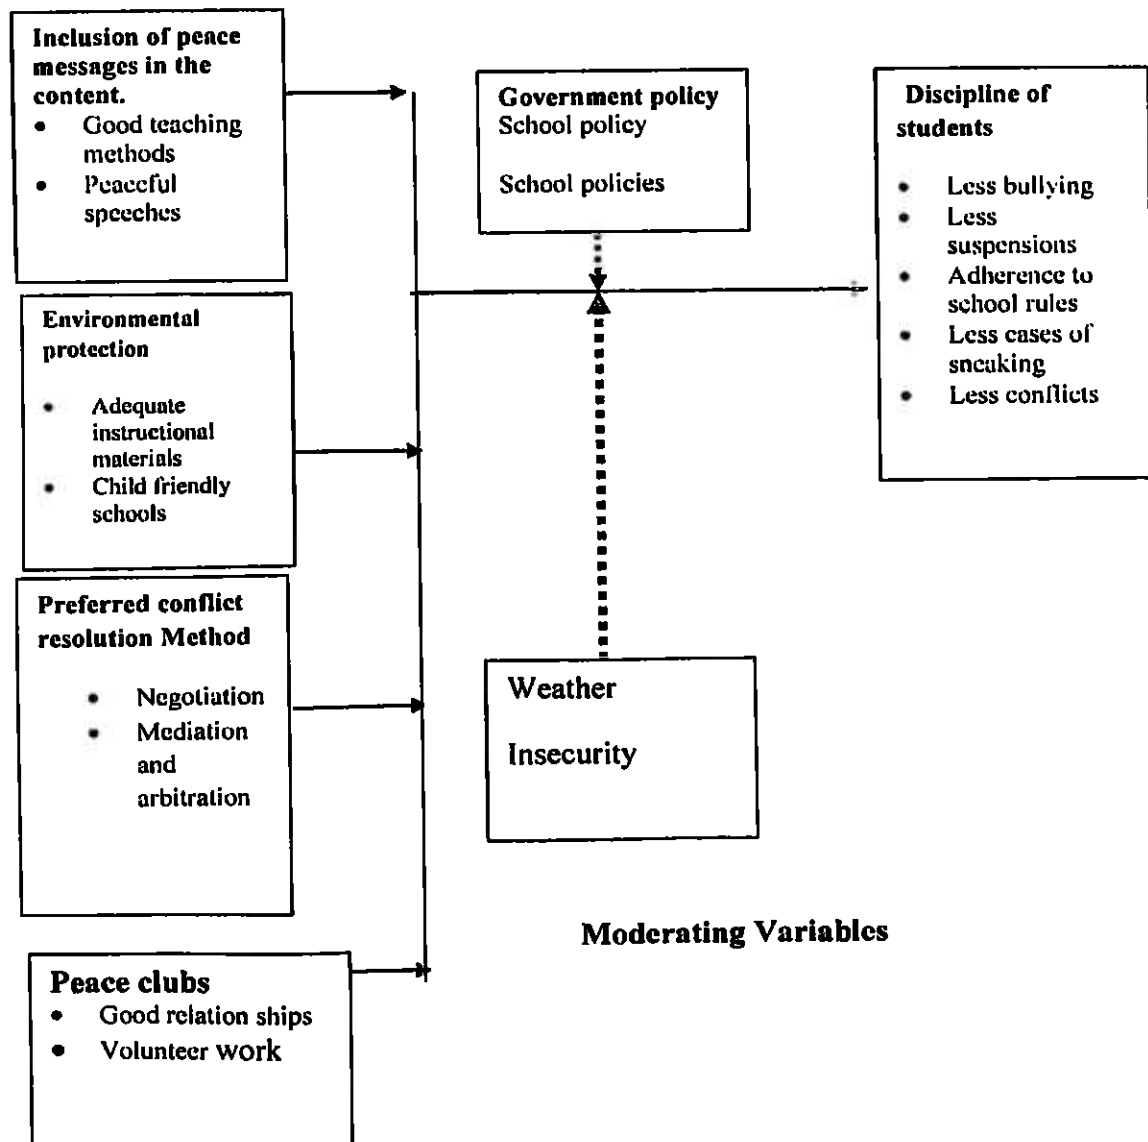 Inclusion of peace
messages in the
content.
• Good teaching
methods
• Peaceful
speeches
Environmental
protection
• Adequate
instructional
materials
• Child friendly
schools
Preferred conflict
resolution Method
• Negotiation
• Mediation
and
arbitration
Peace clubs
• Good relation ships
• Volunteer work
Government policy
School policy
School policies
Weather
Insecurity
Moderating Variables
Discipline of
students
• Less bullying
• Less
suspensions
• Adherence to
school rules
• Less cases of
sneaking
• Less conflicts